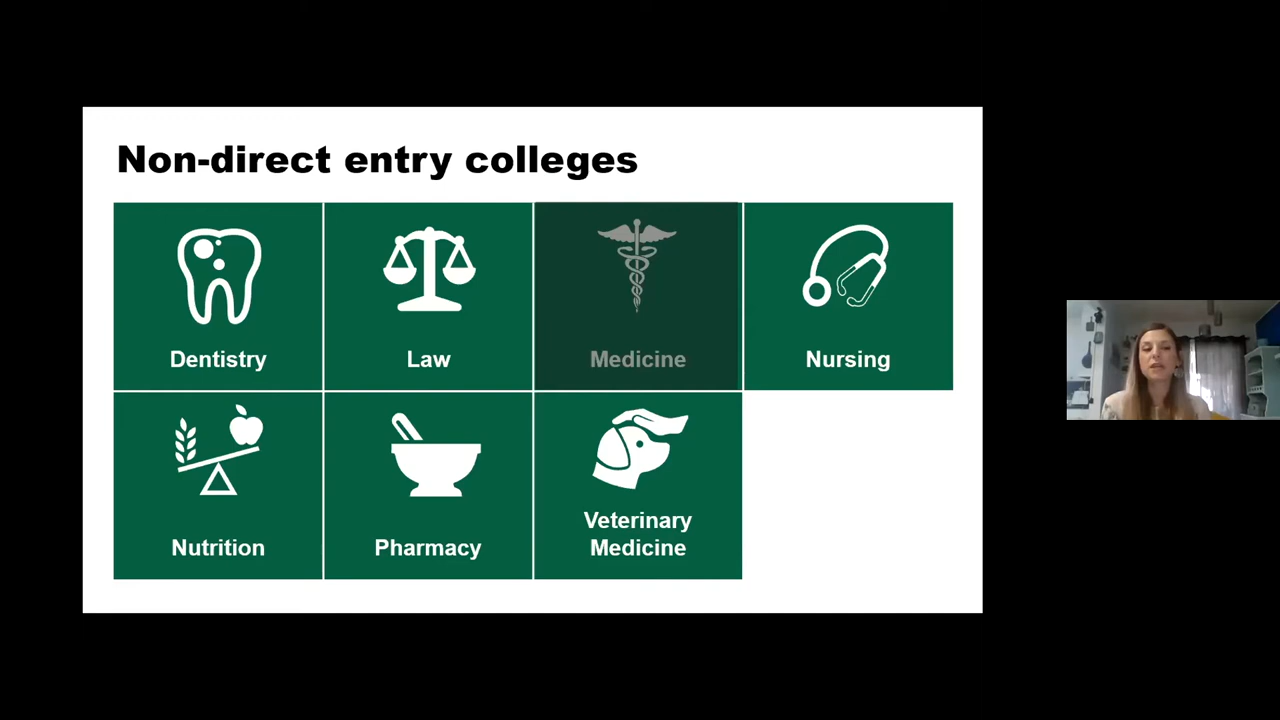 Non-direct entry colleges
Dentistry
Law
Medicine
Nursing
Nutrition
Pharmacy
Veterinary
Medicine